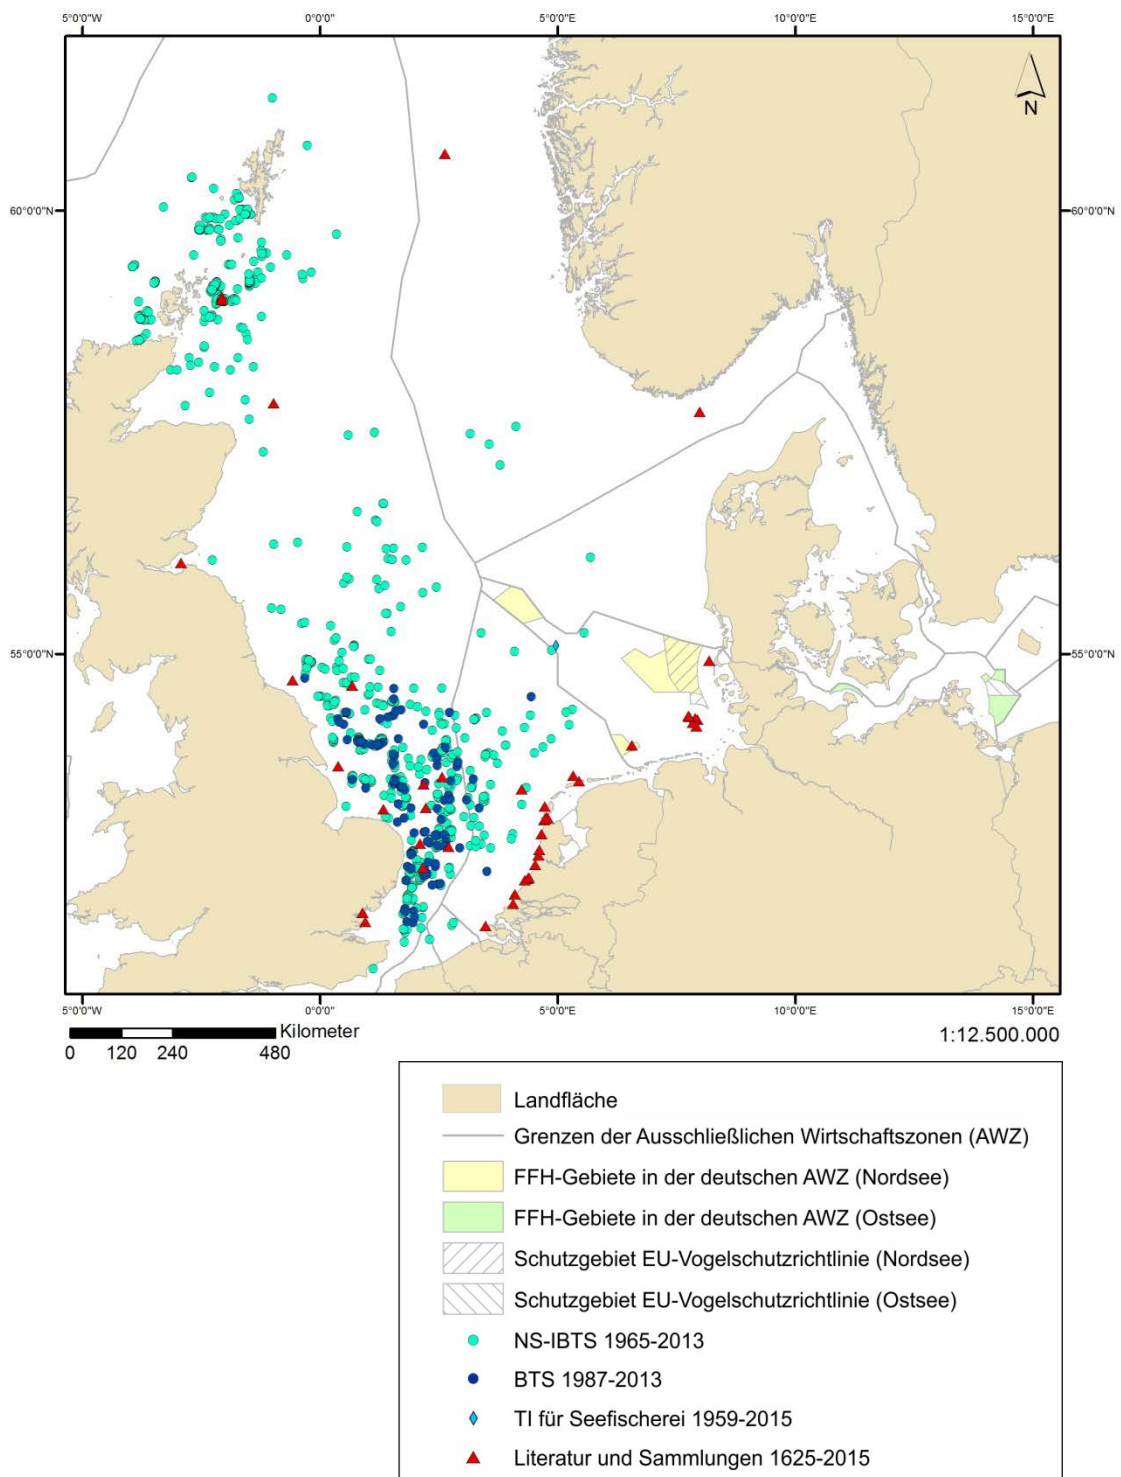 5°0'0"W 0°0'0" 5°0'0"E 10°0'0"E 15°0'0"E
N
60°0'0"N 60°0'0"N
55°0'0"N 55°0'0"N
5°0'0"W 0°0'0" 5°0'0"E 10°0'0"E 15°0'0"E
Kilometer
0 120 240 480
1:12.500.000
Landfläche
Grenzen der Ausschließlichen Wirtschaftszonen (AWZ)
FFH-Gebiete in der deutschen AWZ (Nordsee)
FFH-Gebiete in der deutschen AWZ (Ostsee)
Schutzgebiet EU-Vogelschutzrichtlinie (Nordsee)
Schutzgebiet EU-Vogelschutzrichtlinie (Ostsee)
NS-IBTS 1965-2013
BTS 1987-2013
TI für Seefischerei 1959-2015
Literatur und Sammlungen 1625-2015